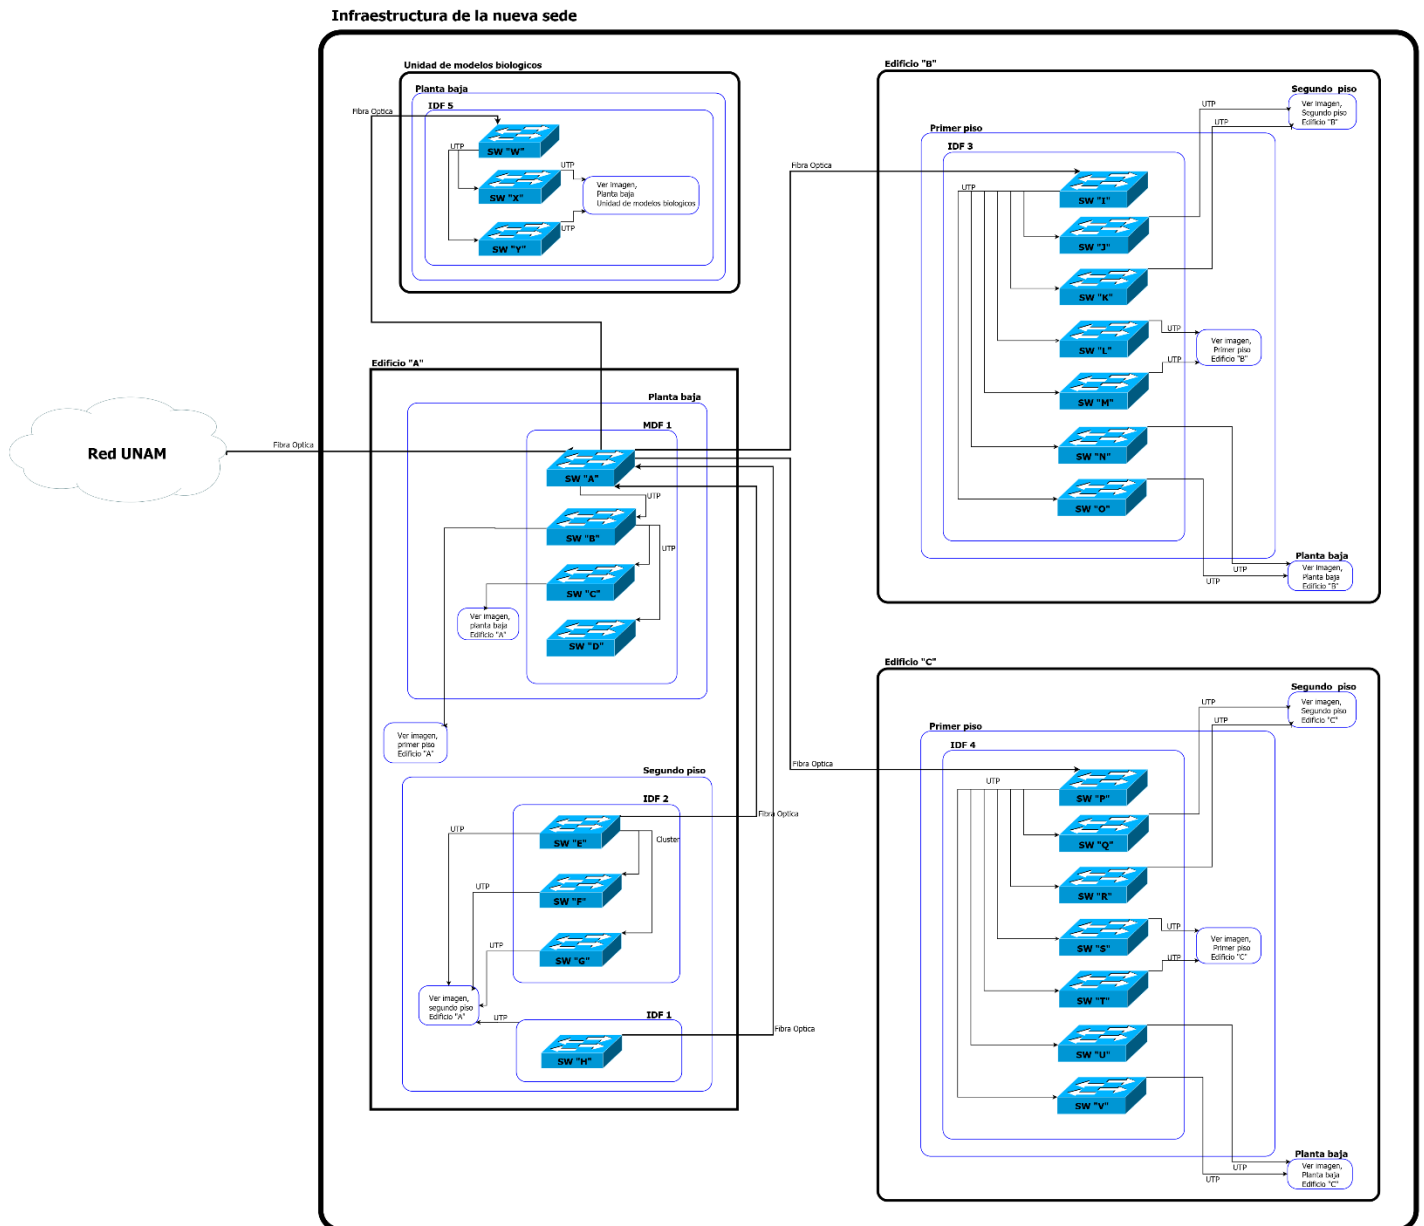 Infraestructura de la nueva sede
Unidad de modelos biologicos
Planta baja
IDF 5
Fibra Optica
SW "W"
UTP
SW "X"
UTP
Ver Imagen,
Planta baja
Unidad de modelos biologicos
UTP
SW "Y"
Edificio "B"
Segundo piso
Ver Imagen,
Segundo piso
Edificio "B"
UTP
UTP
Primer piso
IDF 3
Fibra Optica
UTP
SW "I"
SW "J"
SW "K"
SW "L"
UTP
Ver imagen,
Primer piso
Edificio "B"
UTP
SW "M"
SW "N"
SW "O"
Planta baja
Ver Imagen,
Planta baja
Edificio "B"
UTP
UTP
Edificio "A"
Planta baja
MDF 1
Red UNAM
Fibra Optica
SW "A"
UTP
SW "B"
UTP
SW "C"
Ver imagen,
planta baja
Edificio "A"
SW "D"
Ver imagen,
primer piso
Edificio "A"
Segundo piso
IDF 2
Fibra Optica
UTP
SW "E"
Cluster
UTP
SW "F"
UTP
SW "G"
Ver imagen,
segundo piso
Edificio "A"
UTP
IDF 1
SW "H"
Fibra Optica
Edificio "C"
Segundo piso
Ver imagen,
Segundo piso
Edificio "C"
UTP
UTP
Primer piso
IDF 4
Fibra Optica
UTP
SW "P"
SW "Q"
SW "R"
SW "S"
UTP
Ver imagen,
Primer piso
Edificio "C"
UTP
SW "T"
SW "U"
SW "V"
Planta baja
Ver imagen,
Planta baja
Edificio "C"
UTP
UTP